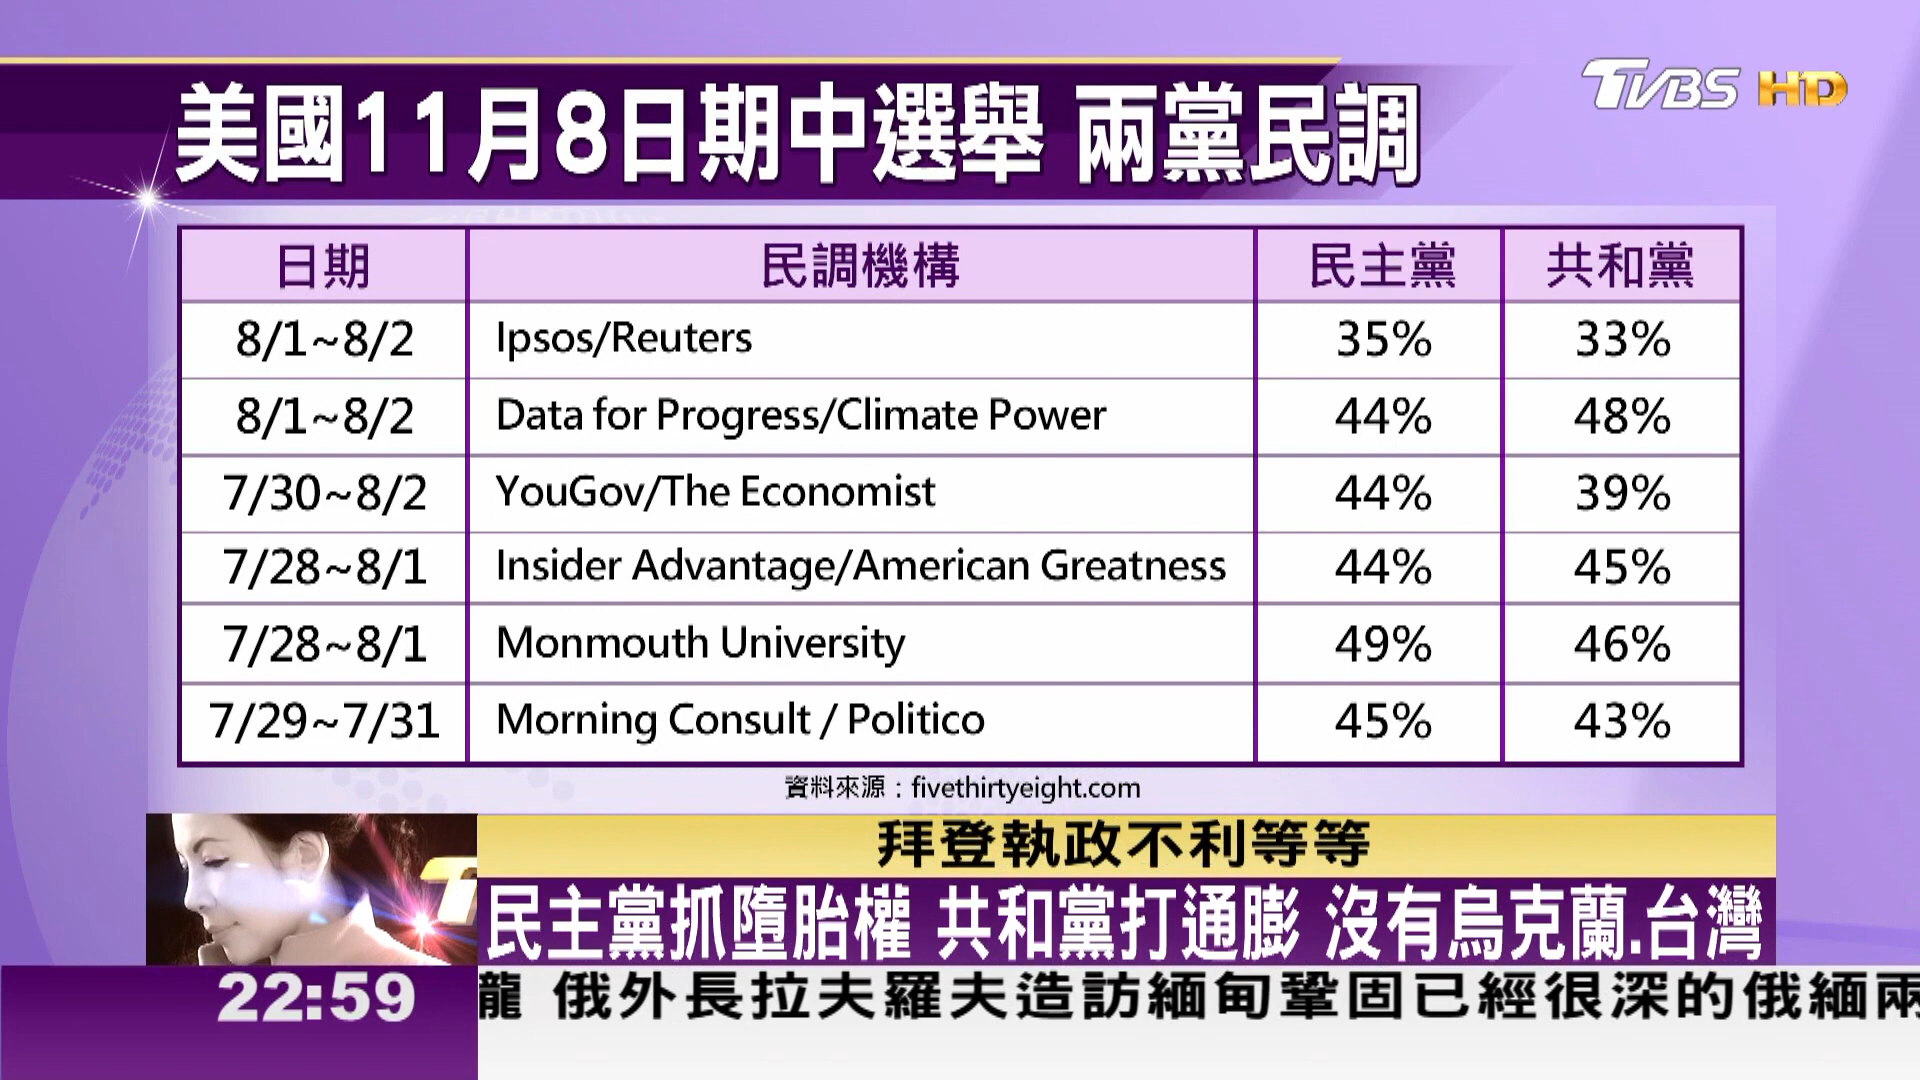 TVBS HD
美國11月8日期中選舉 兩黨民調
日期 民調機構 民主黨 共和黨
8/1~8/2 Ipsos/Reuters 35% 33%
8/1~8/2 Data for Progress/Climate Power 44% 48%
7/30~8/2 YouGov/The Economist 44% 39%
7/28~8/1 Insider Advantage/American Greatness 44% 45%
7/28~8/1 Monmouth University 49% 46%
7/29~7/31 Morning Consult / Politico 45% 43%
資料來源：fivethirtyeight.com
拜登執政不利等等
民主黨抓墮胎權 共和黨打通膨 沒有烏克蘭.台灣
22:59 俄外長拉夫羅夫造訪緬甸鞏固已經很深的俄緬兩